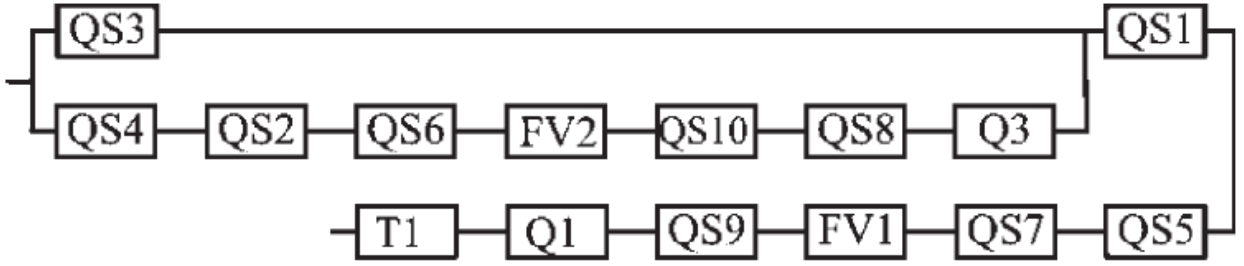 QS3 QS1
QS4 QS2 QS6 FV2 QS10 QS8 Q3
T1 Q1 QS9 FV1 QS7 QS5